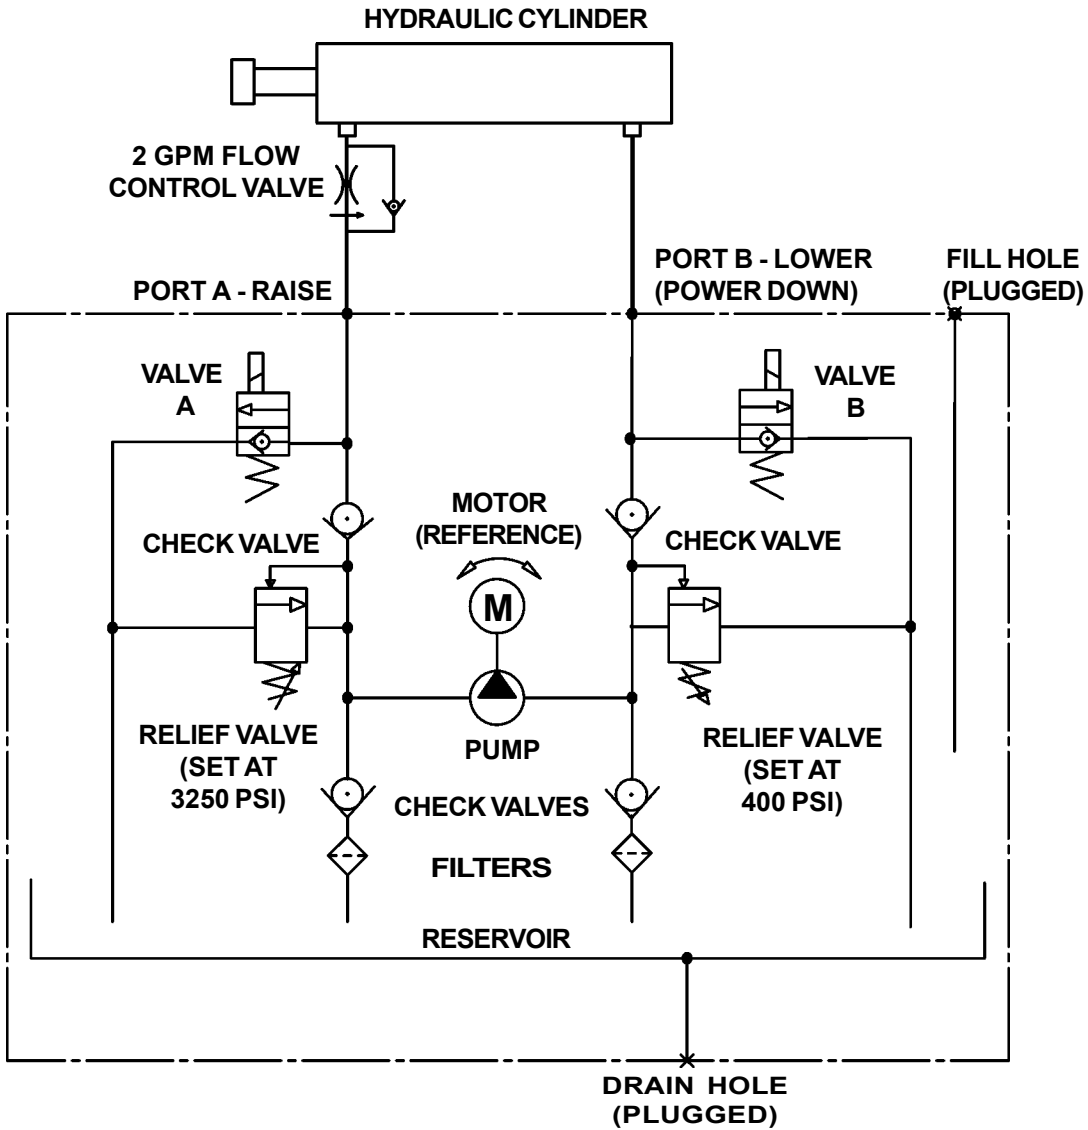 HYDRAULIC CYLINDER
2 GPM FLOW
CONTROL VALVE
PORT A - RAISE
PORT B - LOWER
(POWER DOWN)
FILL HOLE
(PLUGGED)
VALVE
A
VALVE
B
MOTOR
(REFERENCE)
CHECK VALVE
CHECK VALVE
M
PUMP
RELIEF VALVE
(SET AT
3250 PSI)
RELIEF VALVE
(SET AT
400 PSI)
CHECK VALVES
FILTERS
RESERVOIR
DRAIN HOLE
(PLUGGED)